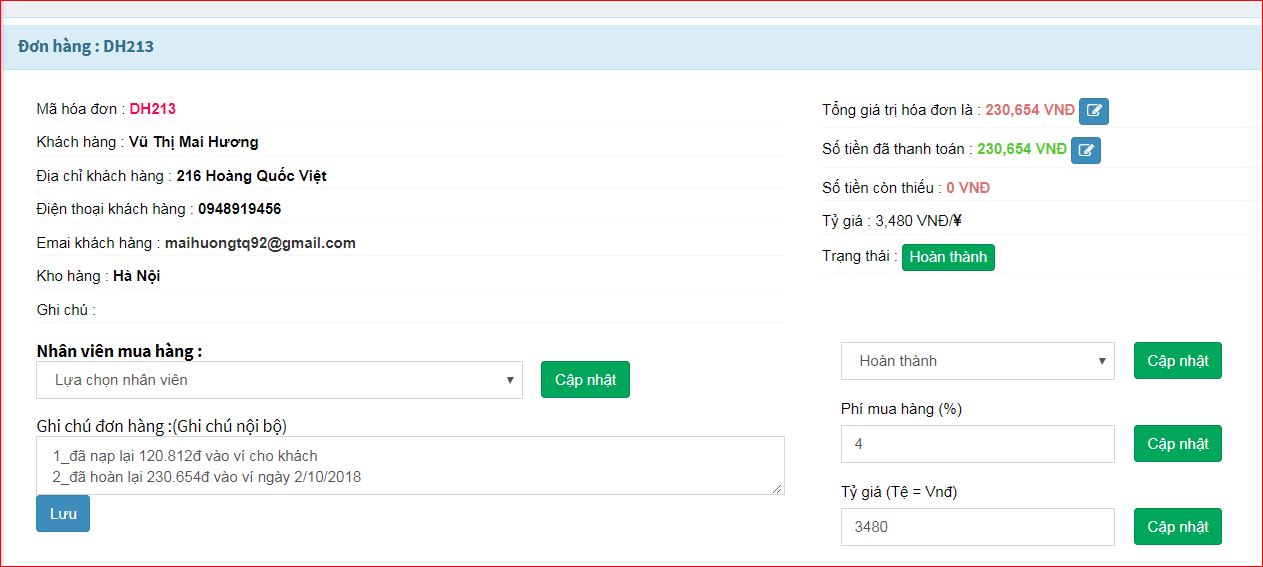 Đơn hàng : DH213
Mã hóa đơn : DH213
Khách hàng : Vũ Thị Mai Hương
Địa chỉ khách hàng : 216 Hoàng Quốc Việt
Điện thoại khách hàng : 0948919456
Emai khách hàng : maihuongtq92@gmail.com
Kho hàng : Hà Nội
Ghi chú :
Nhân viên mua hàng :
Lựa chọn nhân viên
Cập nhật
Ghi chú đơn hàng :(Ghi chú nội bộ)
1_đã nạp lại 120.812đ vào ví cho khách
2_đã hoàn lại 230.654đ vào ví ngày 2/10/2018
Lưu
Tổng giá trị hóa đơn là : 230,654 VNĐ
Số tiền đã thanh toán : 230,654 VNĐ
Số tiền còn thiếu : 0 VNĐ
Tỷ giá : 3,480 VNĐ/¥
Trạng thái : Hoàn thành
Hoàn thành
Cập nhật
Phí mua hàng (%)
4
Cập nhật
Tỷ giá (Tệ = Vnđ)
3480
Cập nhật